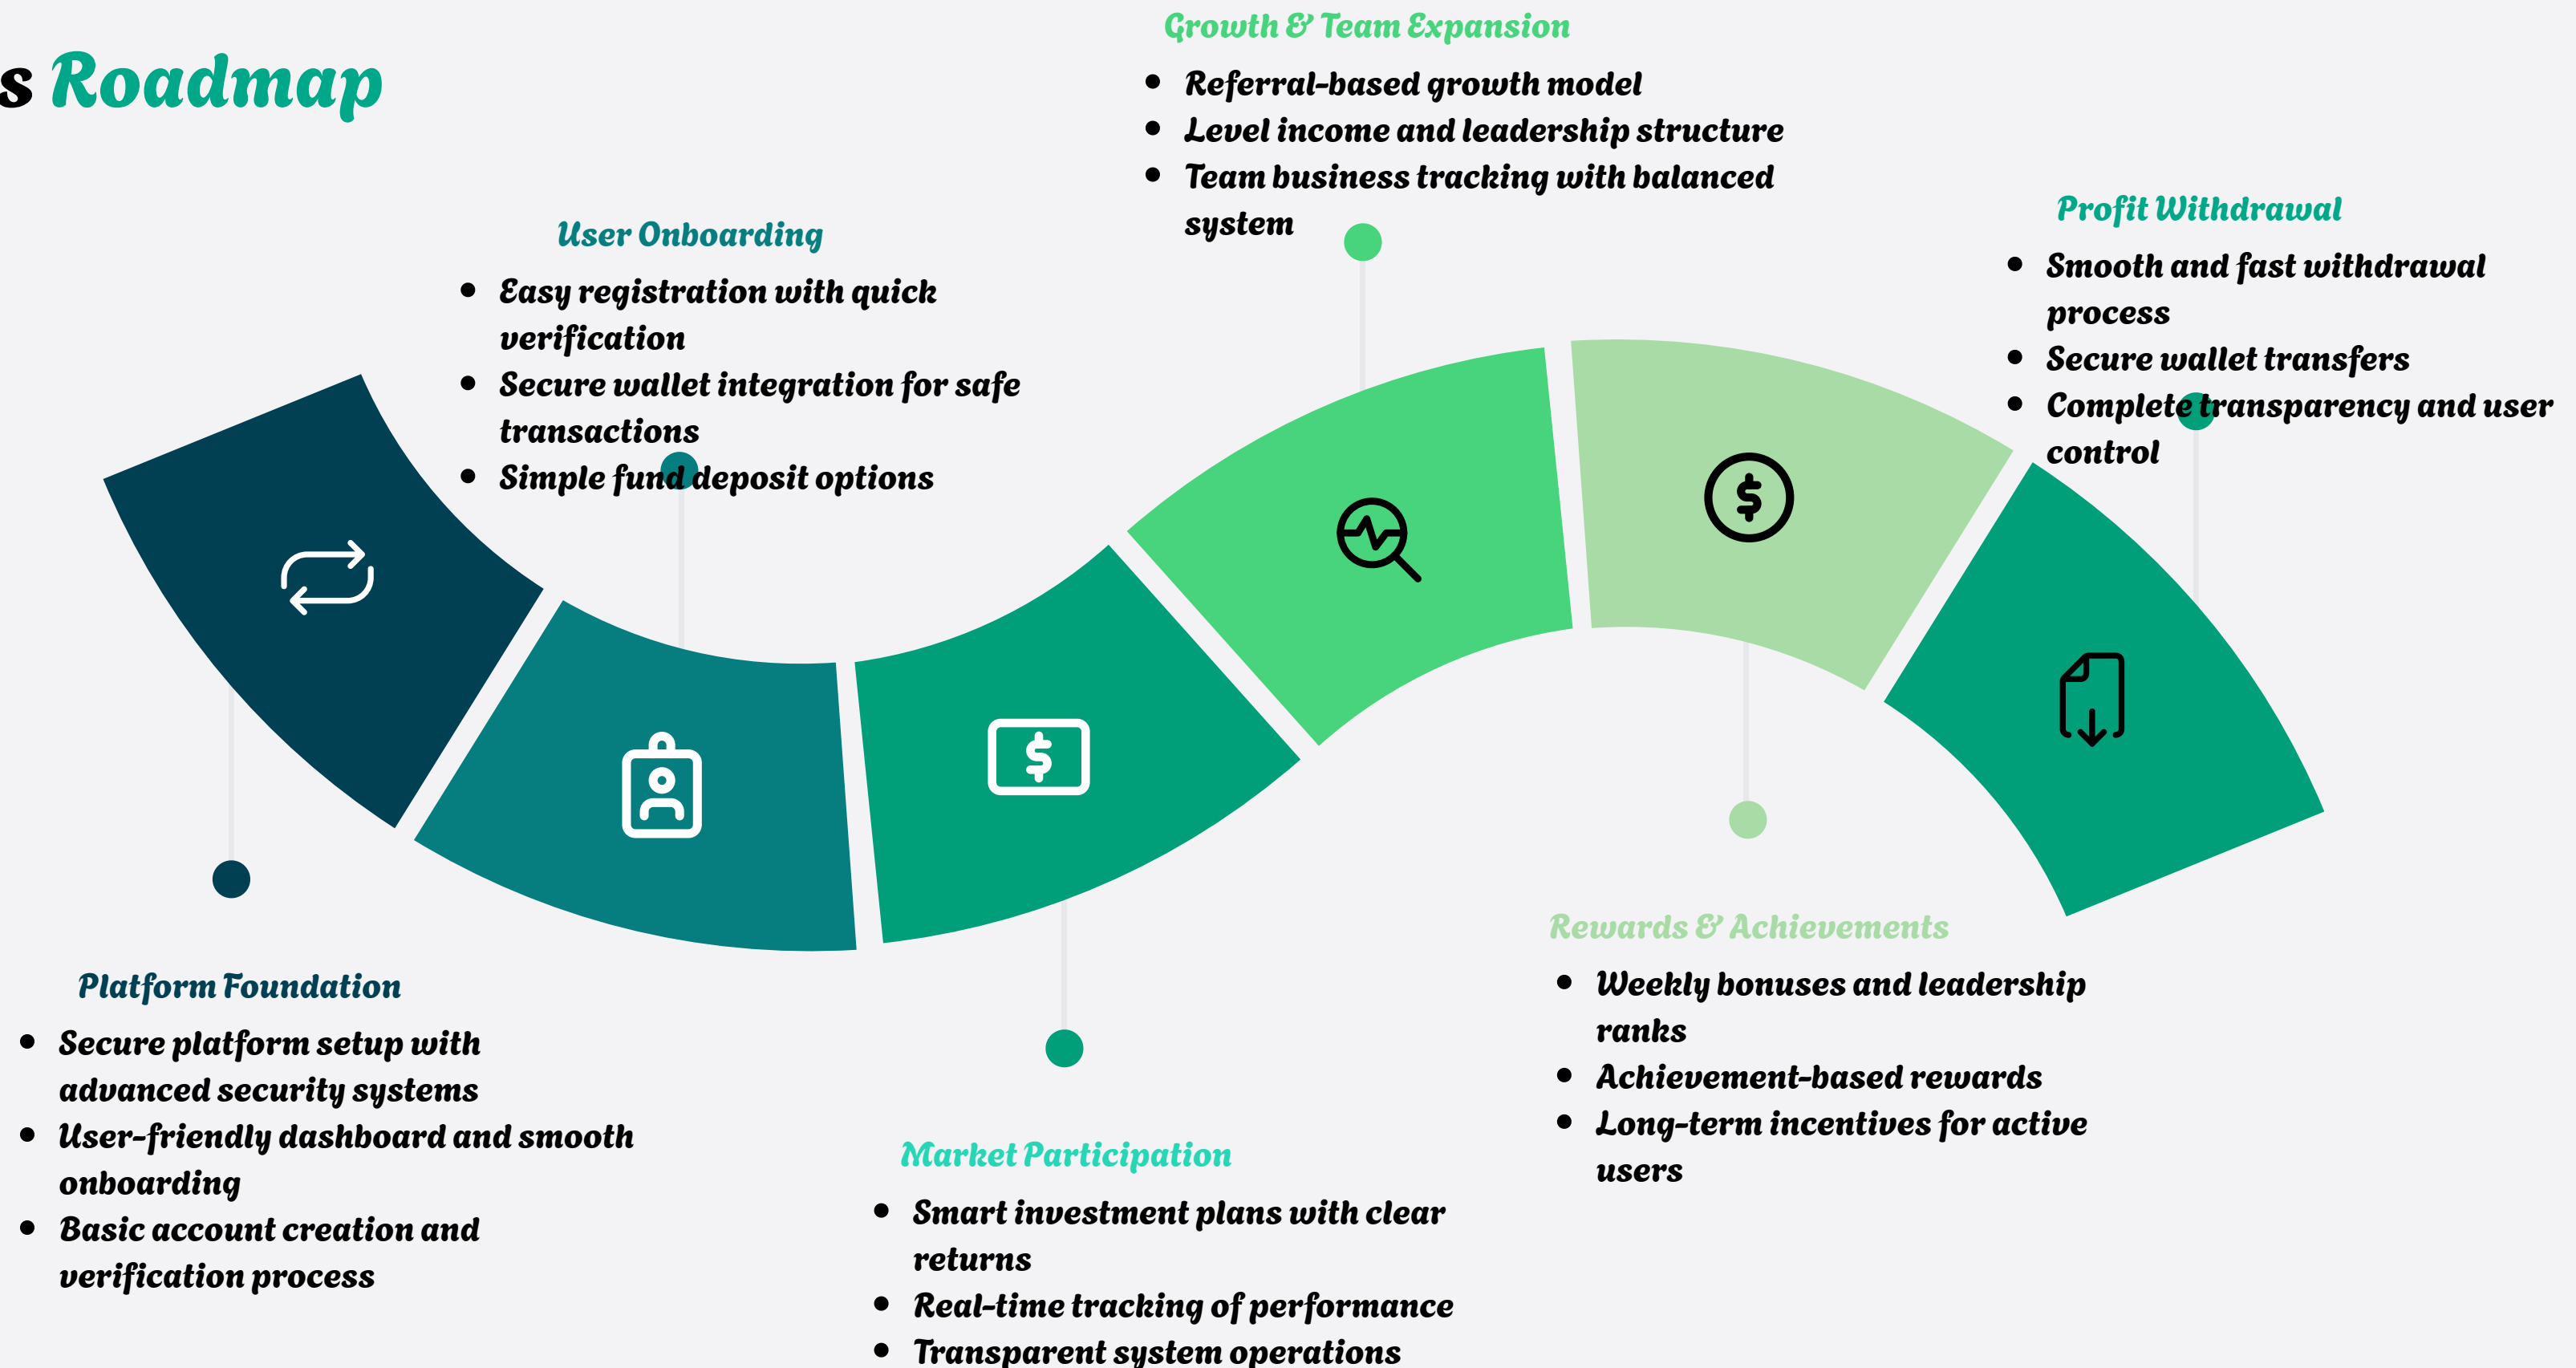 s Roadmap
Growth & Team Expansion
Referral-based growth model
Level income and leadership structure
Team business tracking with balanced
system
User Onboarding
Easy registration with quick
verification
Secure wallet integration for safe
transactions
Simple fund deposit options
Profit Withdrawal
Smooth and fast withdrawal
process
Secure wallet transfers
Complete transparency and user
control
Platform Foundation
Secure platform setup with
advanced security systems
User-friendly dashboard and smooth
onboarding
Basic account creation and
verification process
Market Participation
Smart investment plans with clear
returns
Real-time tracking of performance
Transparent system operations
Rewards & Achievements
Weekly bonuses and leadership
ranks
Achievement-based rewards
Long-term incentives for active
users